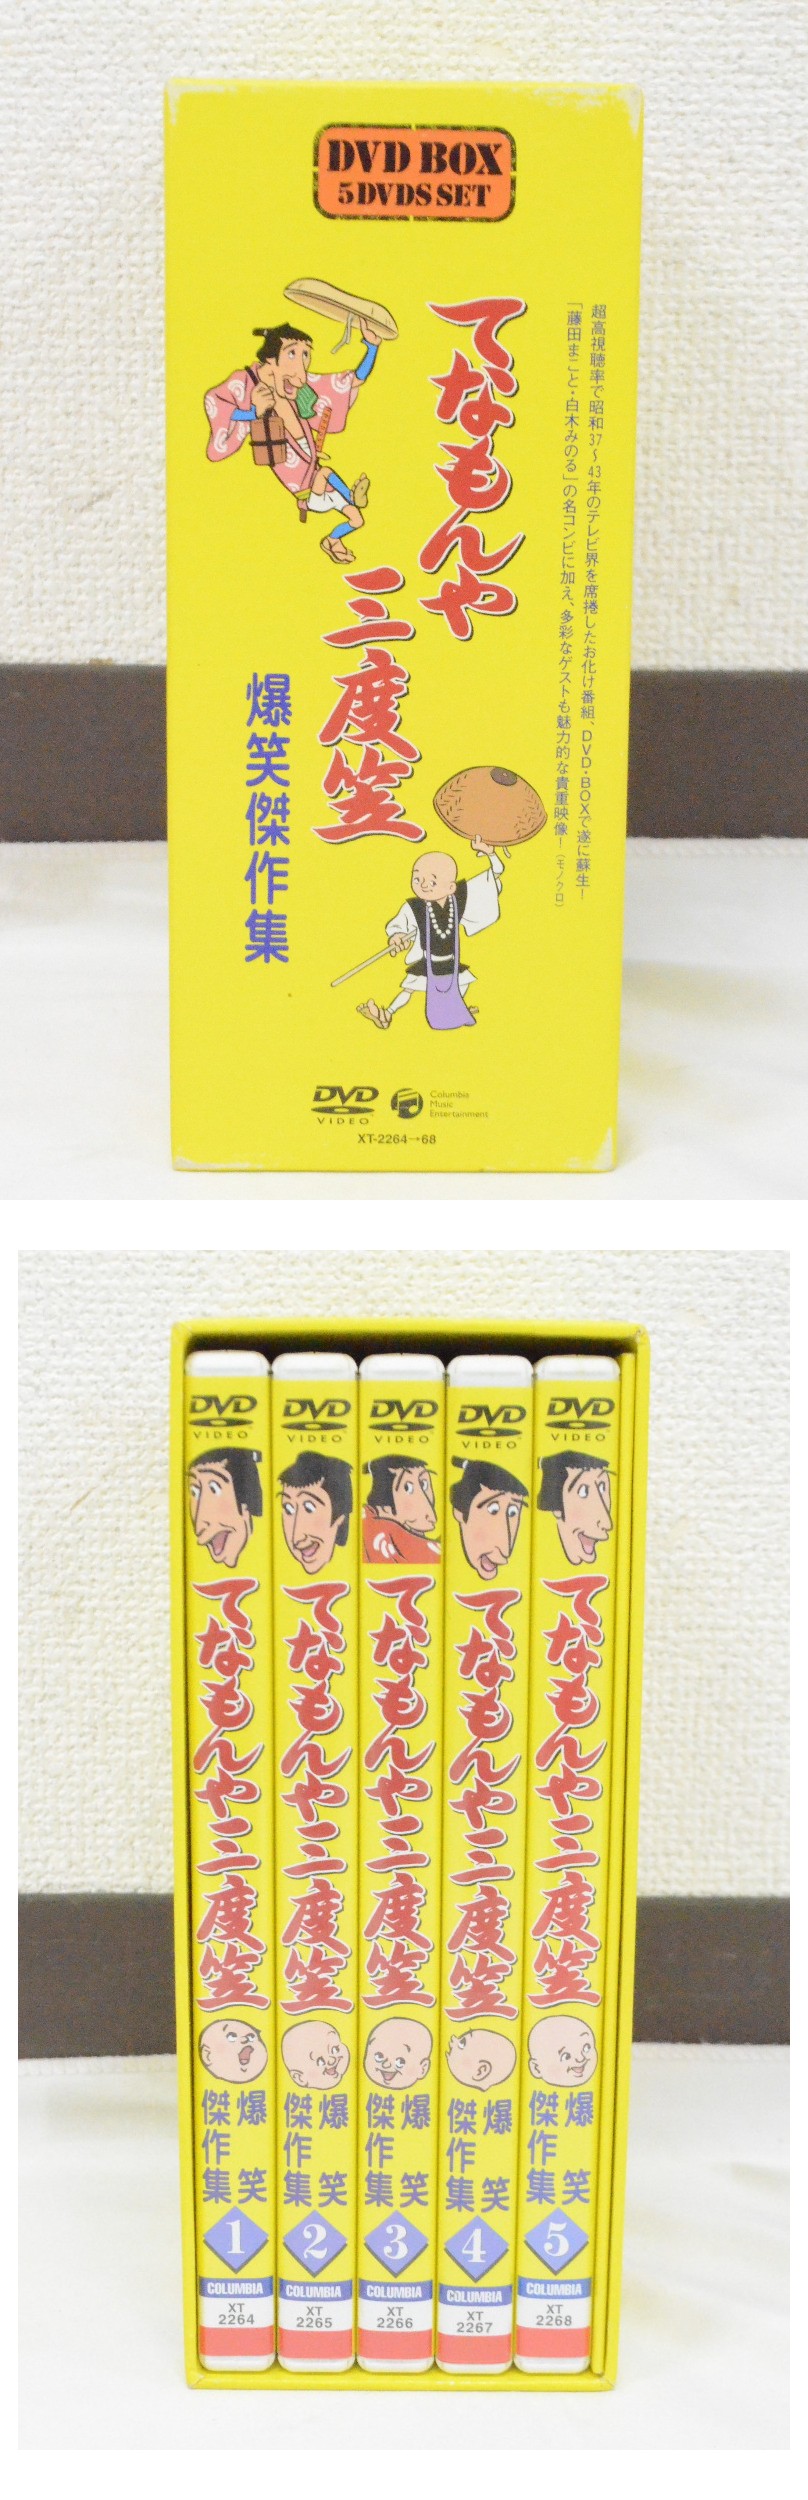 DVD BOX
5DVDS SET
超高視聴率で昭和37〜43年のテレビ界を席捲したお化け番組、DVD・BOXで遂に蘇生！
「藤田まこと・白木みのる」の名コンビに加え、多彩なゲストも魅力的な貴重映像！（モノクロ）
てなもんや
三度笠
爆笑傑作集
DVD
VIDEO
Columbia
Music
Entertainment
XT-2264→68
DVD
VIDEO
てなもんや三度笠
爆笑
傑作集
1
COLUMBIA
XT
2264
DVD
VIDEO
てなもんや三度笠
爆笑
傑作集
2
COLUMBIA
XT
2265
DVD
VIDEO
てなもんや三度笠
爆笑
傑作集
3
COLUMBIA
XT
2266
DVD
VIDEO
てなもんや三度笠
爆笑
傑作集
4
COLUMBIA
XT
2267
DVD
VIDEO
てなもんや三度笠
爆笑
傑作集
5
COLUMBIA
XT
2268